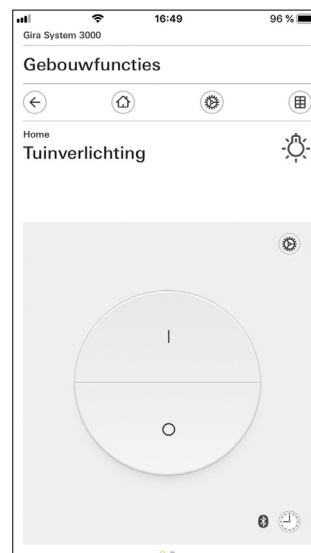 16:49
96 %
Gira System 3000
Gebouwfuncties
Home
Tuinverlichting
I
O